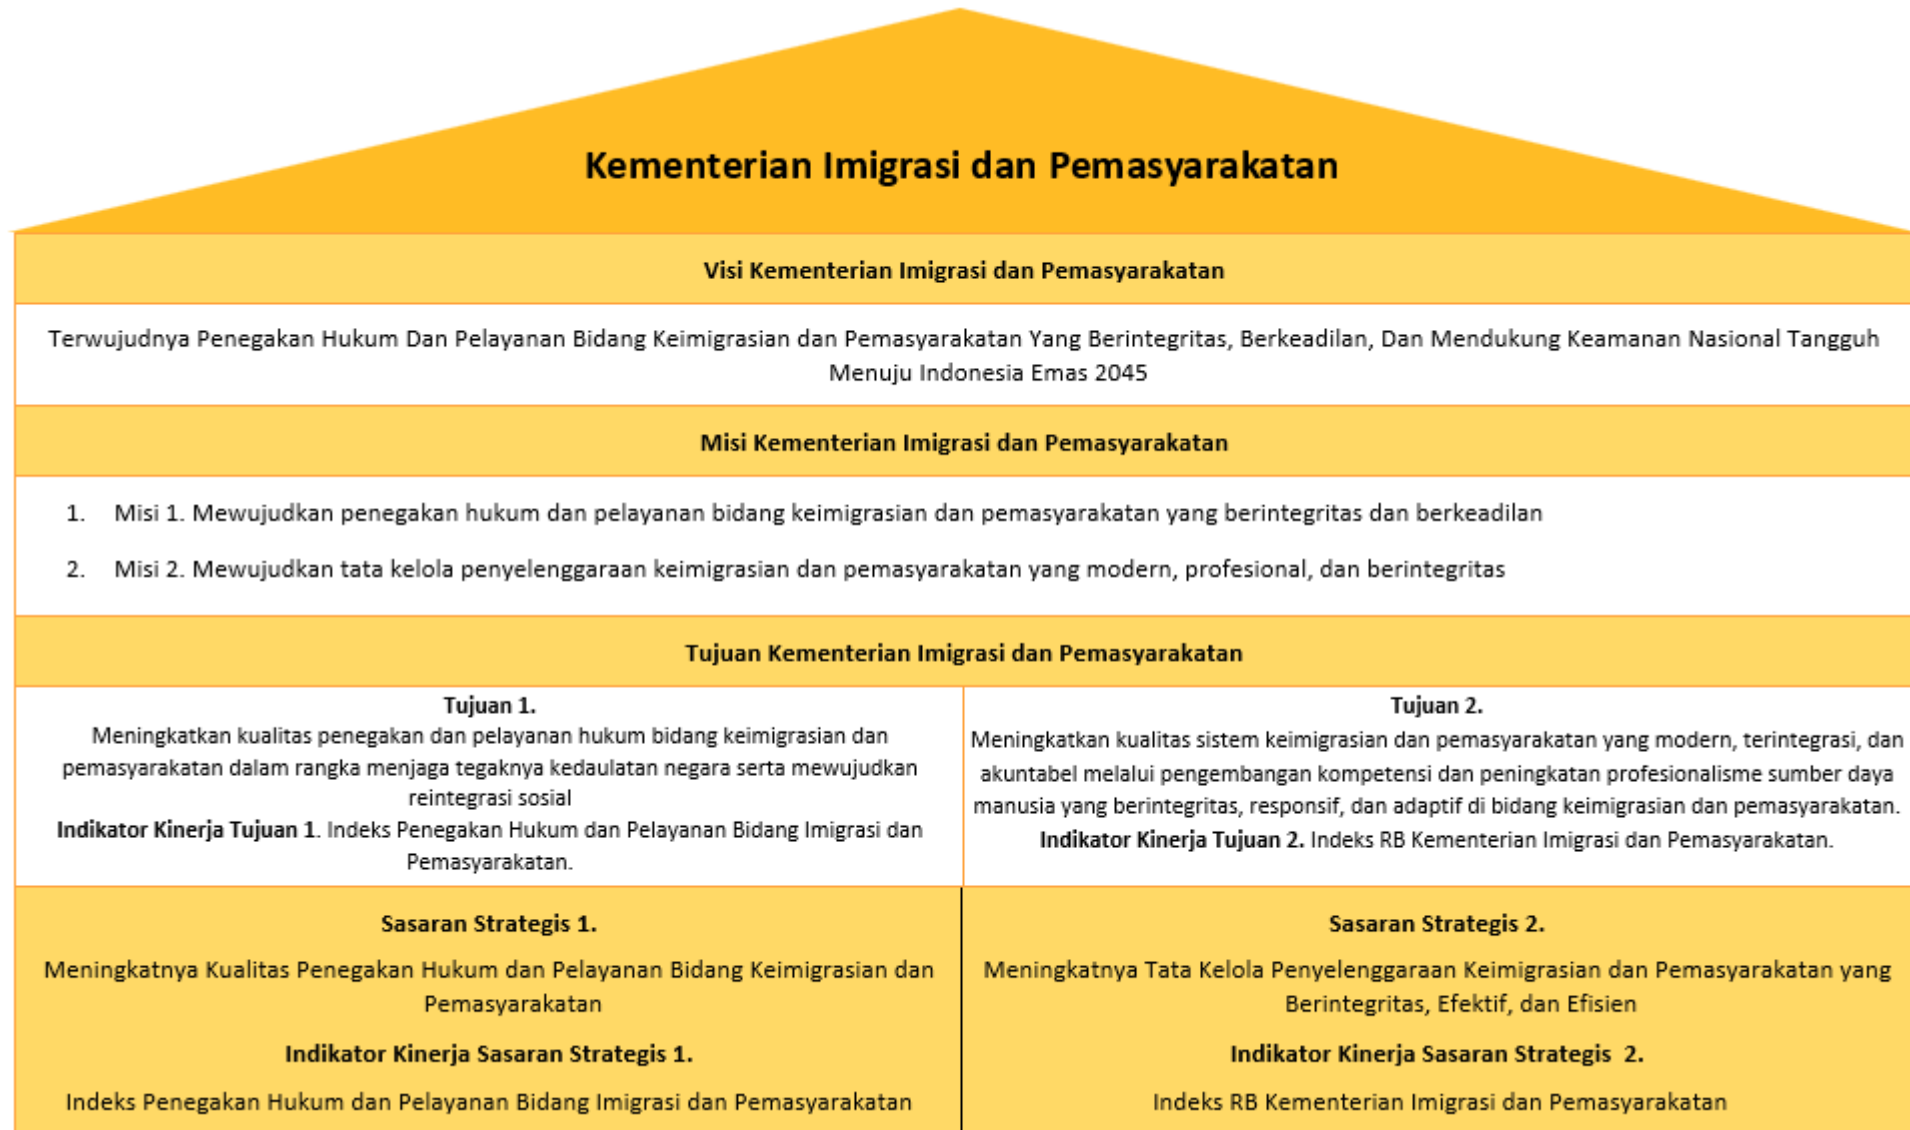 Kementerian Imigrasi dan Pemasyarakatan
Visi Kementerian Imigrasi dan Pemasyarakatan
Terwujudnya Penegakan Hukum Dan Pelayanan Bidang Keimigrasian dan Pemasyarakatan Yang Berintegritas, Berkeadilan, Dan Mendukung Keamanan Nasional Tangguh
Menuju Indonesia Emas 2045
Misi Kementerian Imigrasi dan Pemasyarakatan
1. Misi 1. Mewujudkan penegakan hukum dan pelayanan bidang keimigrasian dan pemasyarakatan yang berintegritas dan berkeadilan
2. Misi 2. Mewujudkan tata kelola penyelenggaraan keimigrasian dan pemasyarakatan yang modern, profesional, dan berintegritas
Tujuan Kementerian Imigrasi dan Pemasyarakatan
Tujuan 1.
Meningkatkan kualitas penegakan dan pelayanan hukum bidang keimigrasian dan
pemasyarakatan dalam rangka menjaga tegaknya kedaulatan negara serta mewujudkan
reintegrasi sosial
Indikator Kinerja Tujuan 1. Indeks Penegakan Hukum dan Pelayanan Bidang Imigrasi dan
Pemasyarakatan.
Tujuan 2.
Meningkatkan kualitas sistem keimigrasian dan pemasyarakatan yang modern, terintegrasi, dan
akuntabel melalui pengembangan kompetensi dan peningkatan profesionalisme sumber daya
manusia yang berintegritas, responsif, dan adaptif di bidang keimigrasian dan pemasyarakatan.
Indikator Kinerja Tujuan 2. Indeks RB Kementerian Imigrasi dan Pemasyarakatan.
Sasaran Strategis 1.
Meningkatnya Kualitas Penegakan Hukum dan Pelayanan Bidang Keimigrasian dan
Pemasyarakatan
Indikator Kinerja Sasaran Strategis 1.
Indeks Penegakan Hukum dan Pelayanan Bidang Imigrasi dan Pemasyarakatan
Sasaran Strategis 2.
Meningkatnya Tata Kelola Penyelenggaraan Keimigrasian dan Pemasyarakatan yang
Berintegritas, Efektif, dan Efisien
Indikator Kinerja Sasaran Strategis 2.
Indeks RB Kementerian Imigrasi dan Pemasyarakatan